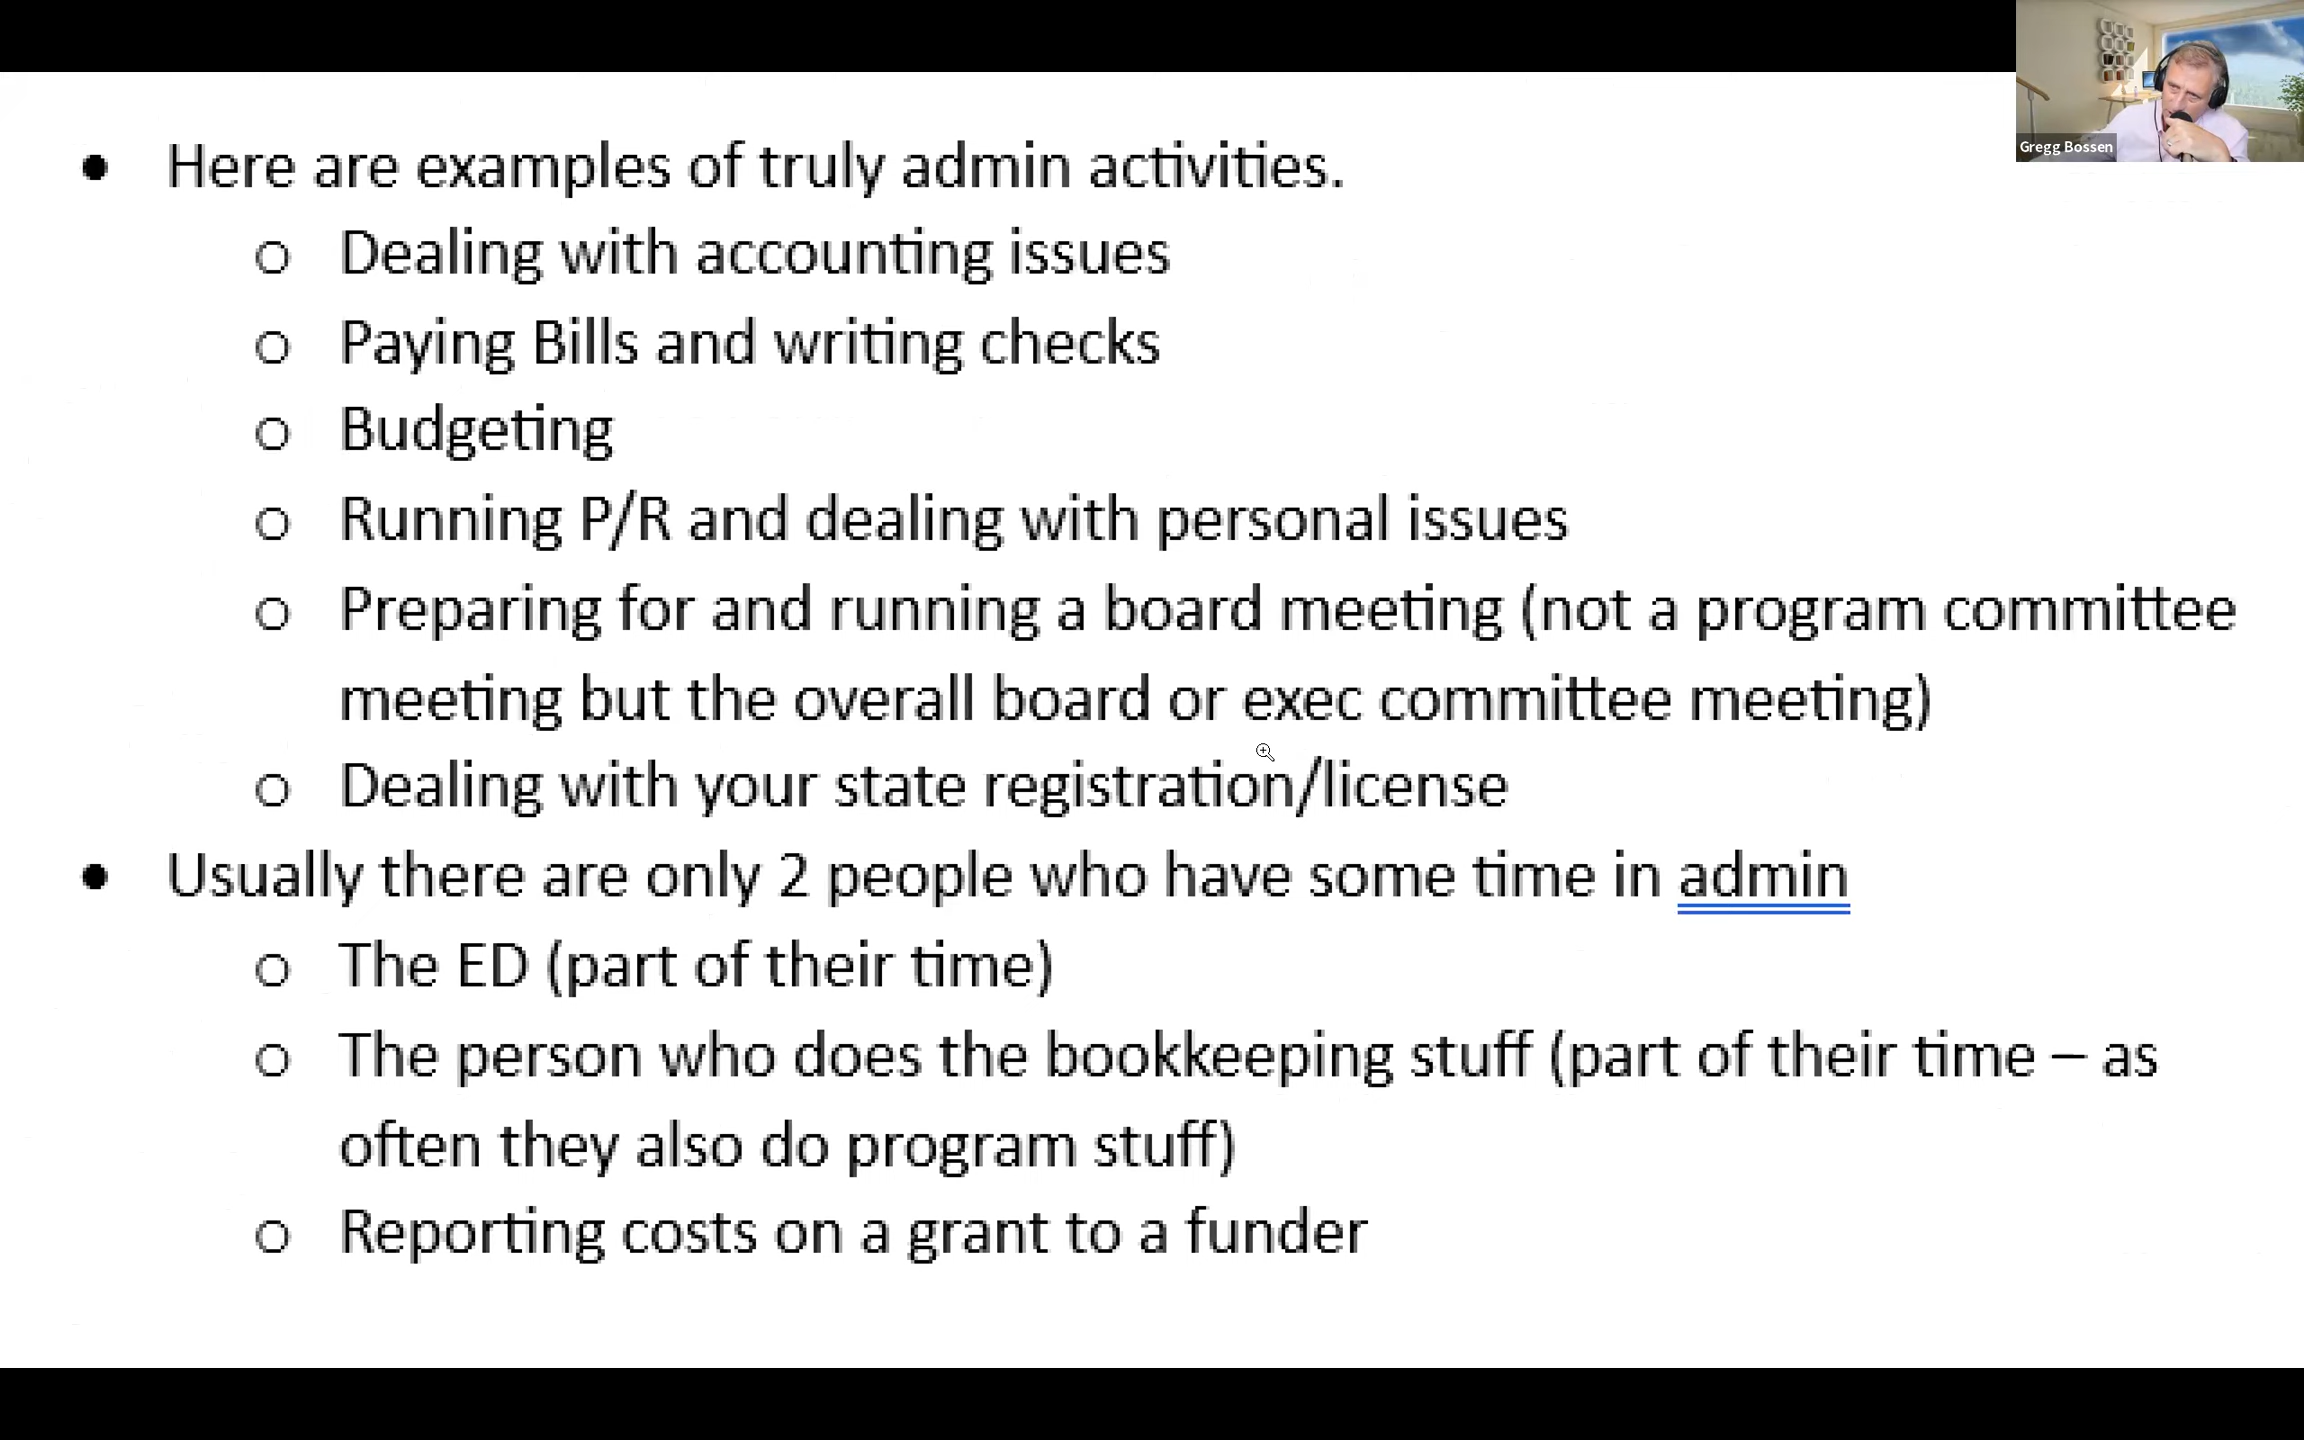 Gregg Bossen
• Here are examples of truly admin activities.
o Dealing with accounting issues
o Paying Bills and writing checks
o Budgeting
o Running P/R and dealing with personal issues
o Preparing for and running a board meeting (not a program committee
meeting but the overall board or exec committee meeting)
o Dealing with your state registration/license
• Usually there are only 2 people who have some time in admin
o The ED (part of their time)
o The person who does the bookkeeping stuff (part of their time – as
often they also do program stuff)
o Reporting costs on a grant to a funder